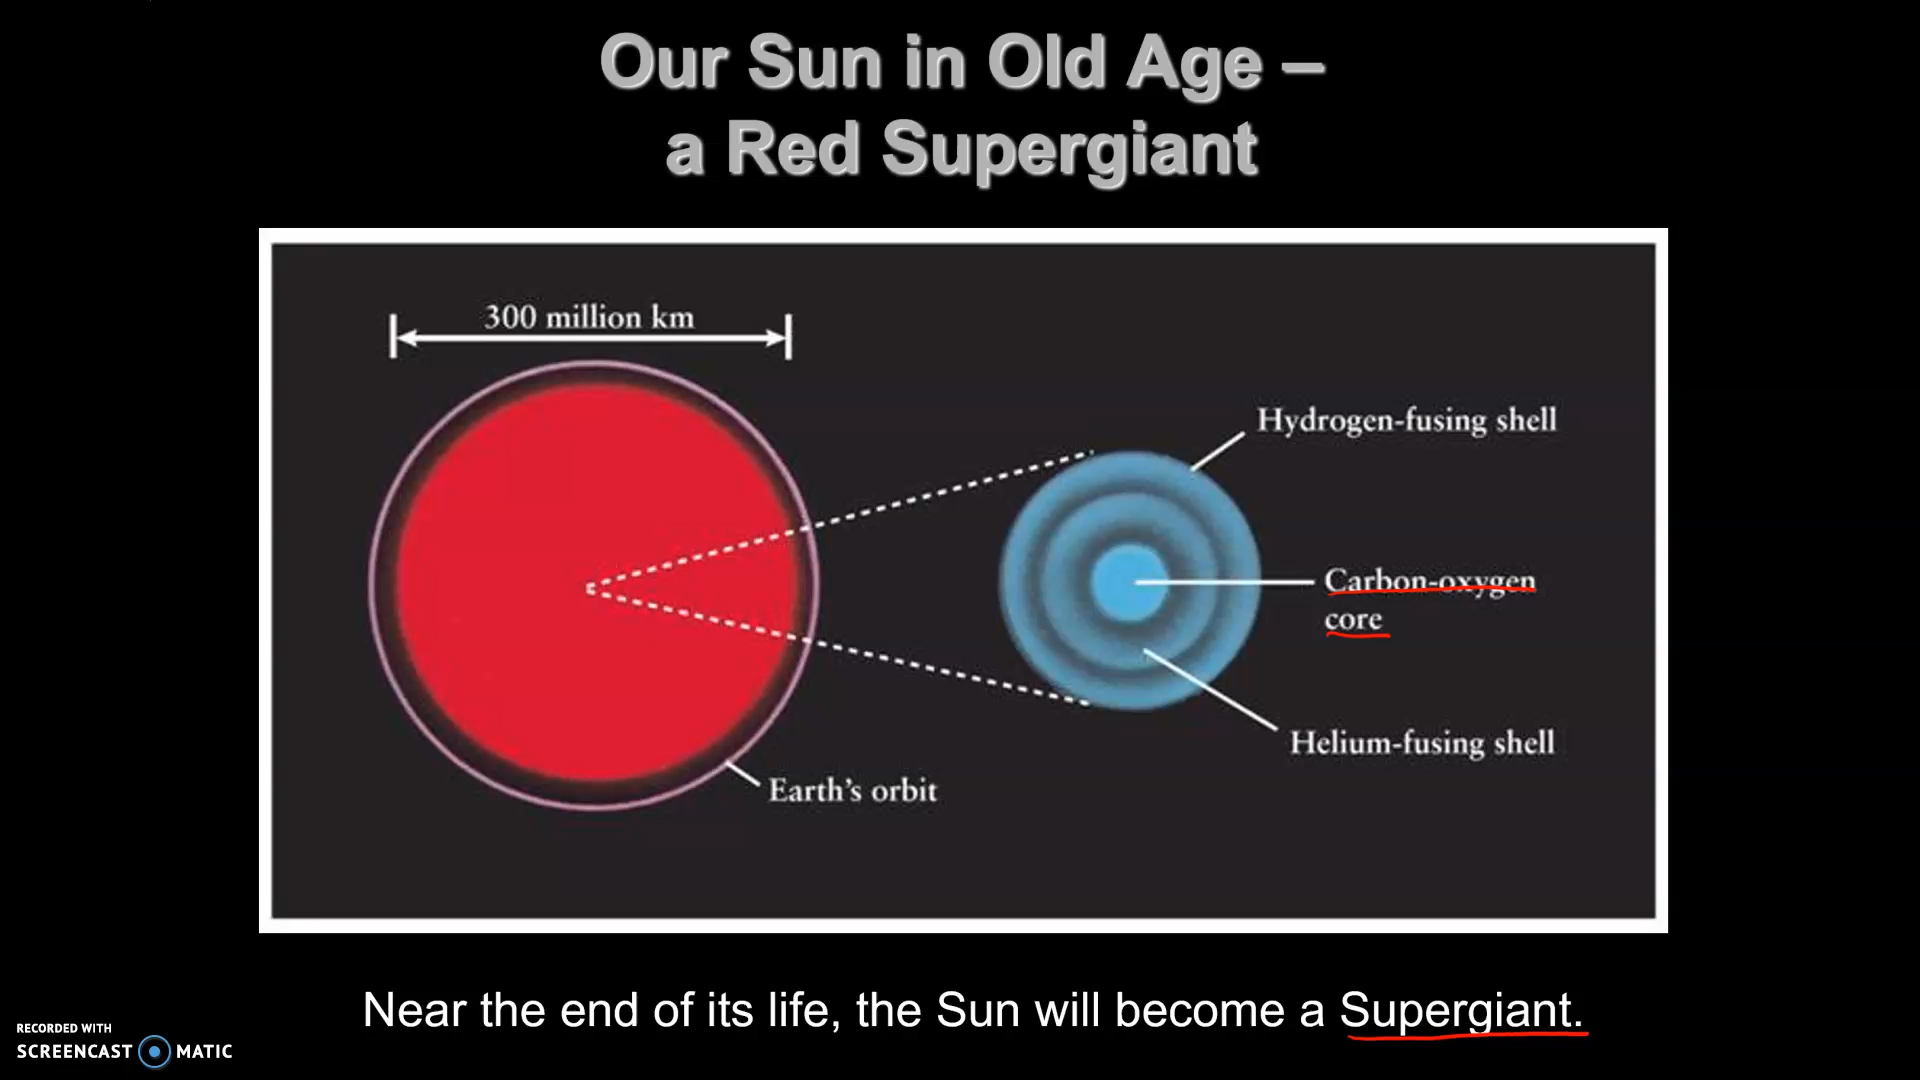 Our Sun in Old Age –
a Red Supergiant
300 million km
Hydrogen-fusing shell
Carbon-oxygen
core
Helium-fusing shell
Earth's orbit
Near the end of its life, the Sun will become a Supergiant.
RECORDED WITH
SCREENCAST MATIC